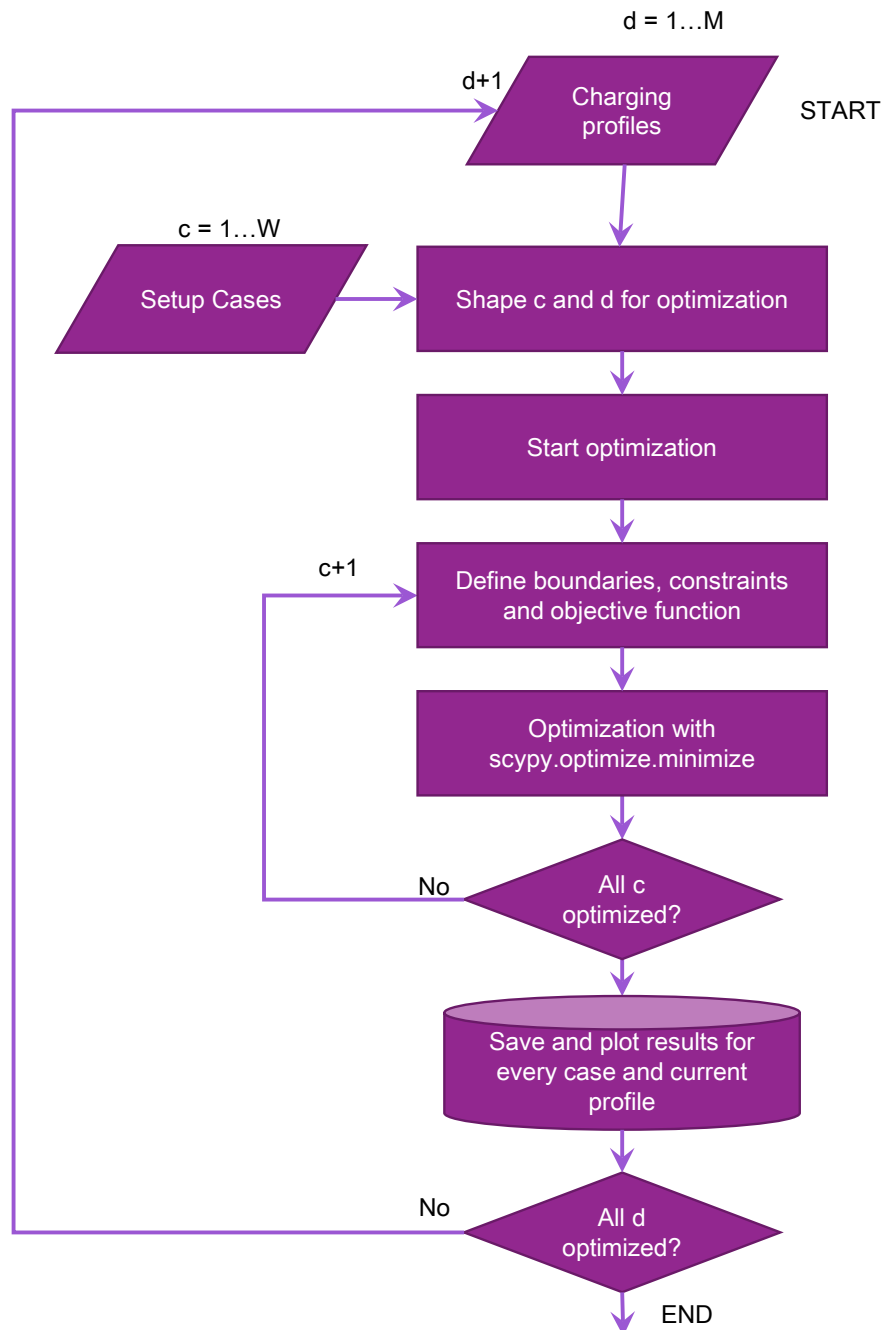 d = 1…M
d+1
Charging
profiles
START
c = 1…W
Setup Cases
Shape c and d for optimization
Start optimization
c+1
Define boundaries, constraints
and objective function
Optimization with
scypy.optimize.minimize
No
All c
optimized?
Save and plot results for
every case and current
profile
No
All d
optimized?
END